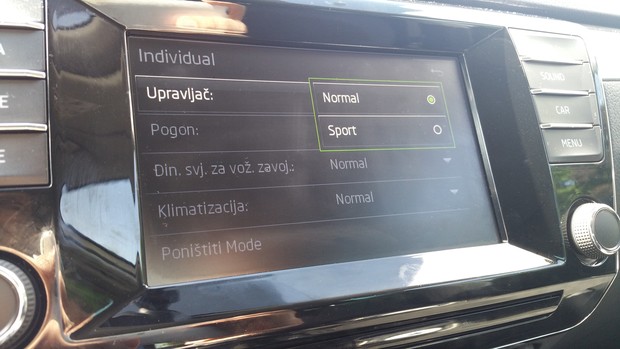 Individual
Upravljač:
Normal
Sport
Pogon:
Din. svj. za vož. zavoj.: Normal
Klimatizacija: Normal
Poništiti Mode
A
E
E
SOUND
CAR
MENU